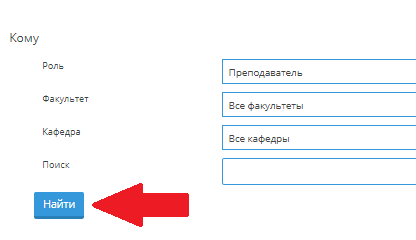 Кому
Роль Преподаватель
Факультет Все факультеты
Кафедра Все кафедры
Поиск
Найти